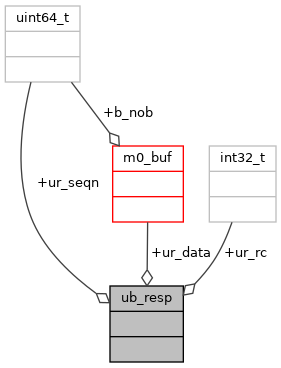 uint64_t
+b_nob
m0_buf
int32_t
+ur_seqn
+ur_data
+ur_rc
ub_resp